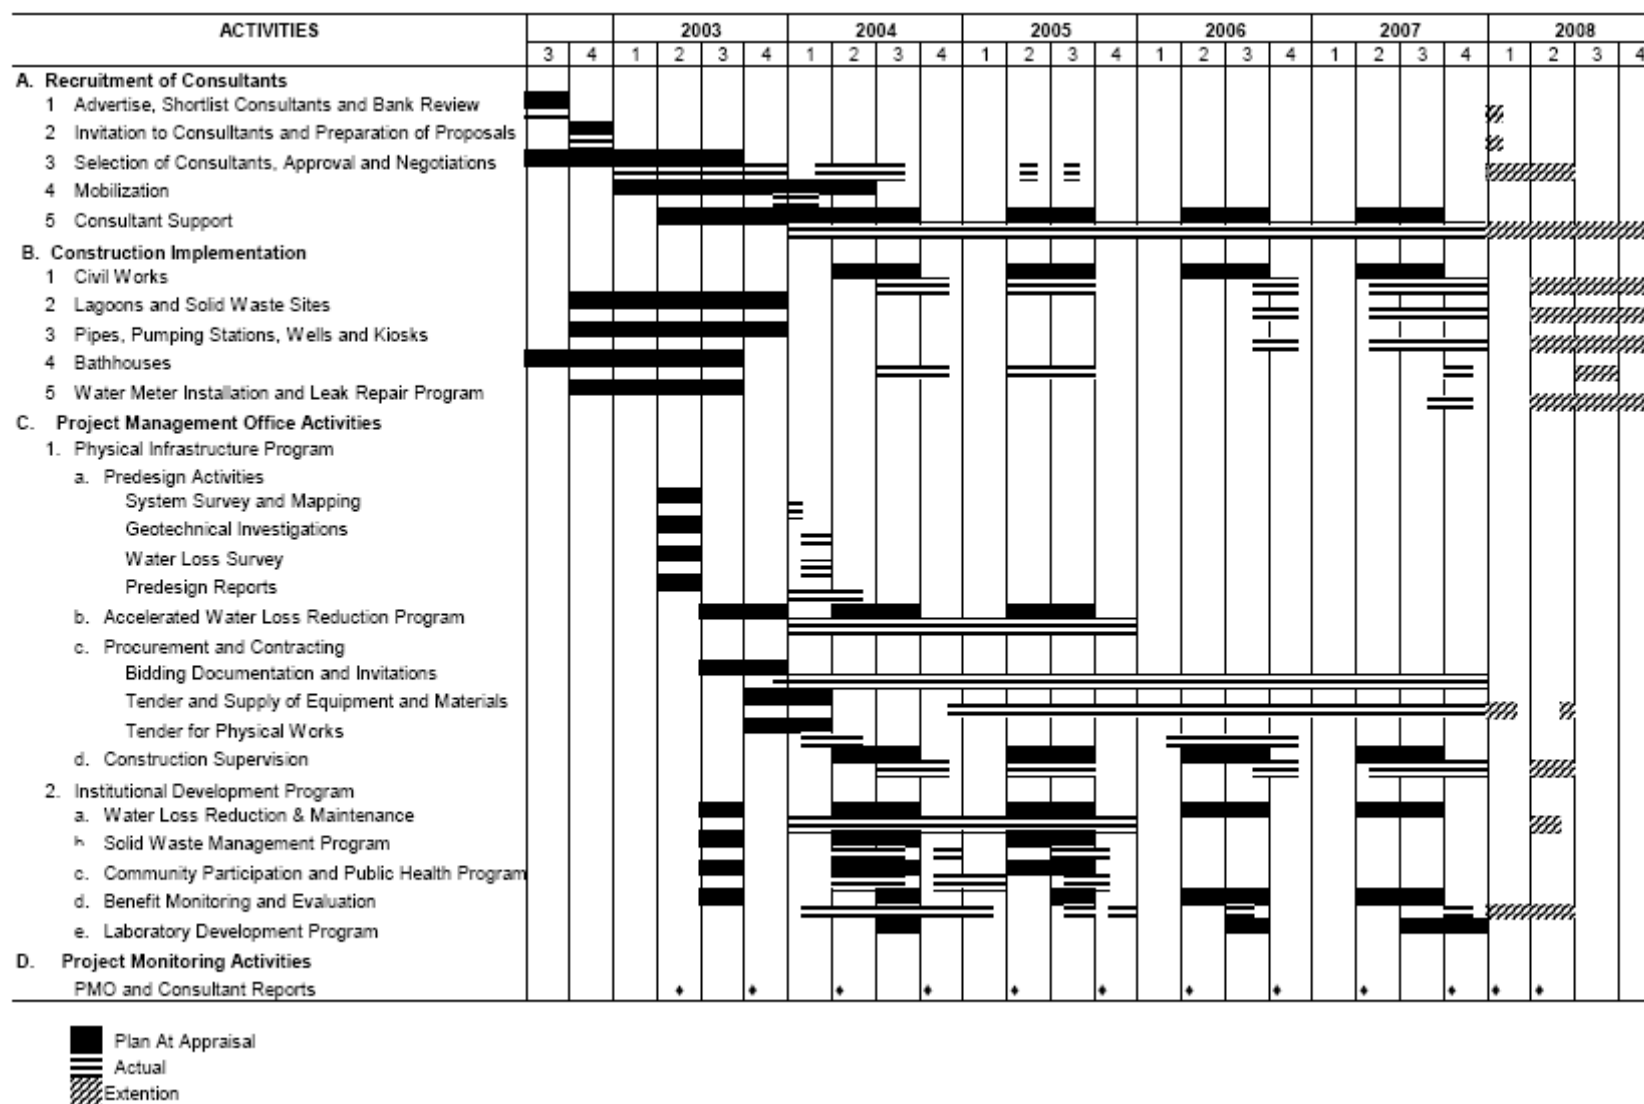 ACTIVITIES 2003 2004 2005 2006 2007 2008
3 4 1 2 3 4 1 2 3 4 1 2 3 4 1 2 3 4 1 2 3 4 1 2 3 4
A. Recruitment of Consultants
1 Advertise, Shortlist Consultants and Bank Review
2 Invitation to Consulltants and Preparation of Proposals
3 Selection of Consultants, Approval and Negotiations
4 Mobilization
5 Consultant Support
B. Construction Implementation
1 Civil Works
2 Lagoons and Solid Waste Sites
3 Pipes, Pumping Stations, Wells and Kiosks
4 Bathhouses
5 Water Meter Installation and Leak Repair Program
C. Project Management Office Activities
1. Physical Infrastructure Program
a. Predesign Activities
System Survey and Mapping
Geotechnical Investigations
Water Loss Survey
Predesign Reports
b. Accelerated Water Loss Reduction Program
c. Procurement and Contracting
Bidding Documentation and Invitations
Tender and Supply of Equipment and Materials
Tender for Physical Works
d. Construction Supervision
2. Institutional Development Program
a. Water Loss Reduction & Maintenance
b Solid Waste Management Program
c. Community Participation and Public Health Program
d. Benefit Monitoring and Evaluation
e. Laboratory Development Program
D. Project Monitoring Activities
PMO and Consultant Reports
Plan At Appraisal
Actual
Extention